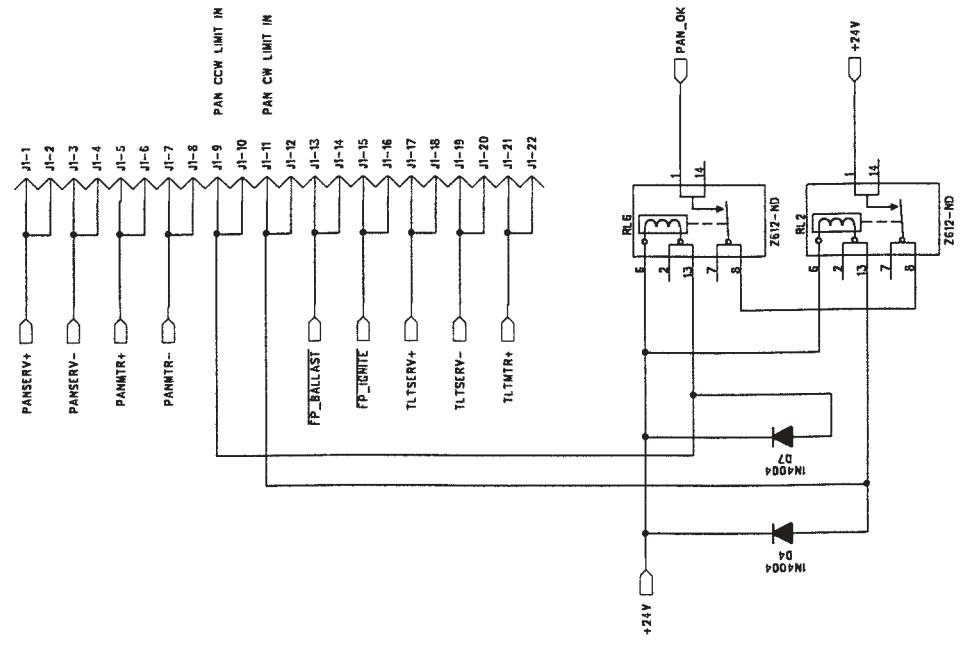 PAN CCW LIMIT IN
PAN CW LIMIT IN
J1-1
J1-2
J1-3
J1-4
J1-5
J1-6
J1-7
J1-8
J1-9
J1-10
J1-11
J1-12
J1-13
J1-14
J1-15
J1-16
J1-17
J1-18
J1-19
J1-20
J1-21
J1-22
PANSERV+
PANSERV-
PANMTR+
PANMTR-
FP_BALLAST
FP_IGNITE
TLTSERV+
TLTSERV-
TLTMTR+
PAN_OK
+24V
1
14
RL6
Z612-ND
6
2
13
7
8
1
14
RL2
Z612-ND
6
2
13
7
8
D7
1N4004
D4
1N4004
+24V